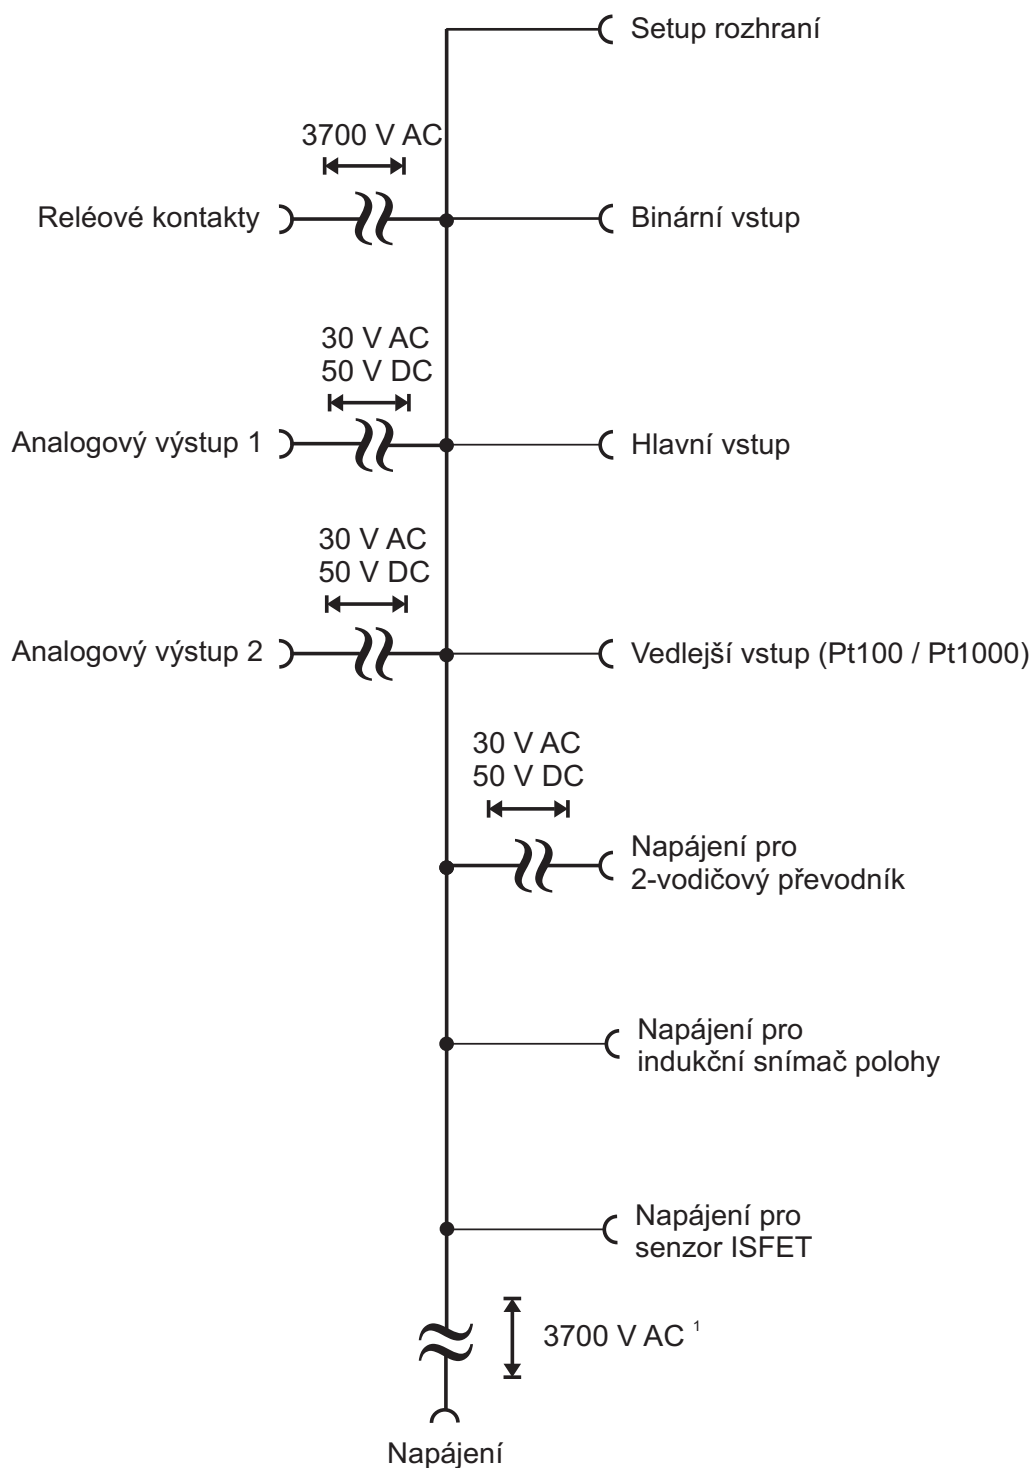 Setup rozhraní
3700 V AC
Reléové kontakty
Binární vstup
30 V AC
50 V DC
Analogový výstup 1
Hlavní vstup
30 V AC
50 V DC
Analogový výstup 2
Vedlejší vstup (Pt100 / Pt1000)
30 V AC
50 V DC
Napájení pro
2-vodičový převodník
Napájení pro
indukční snímač polohy
Napájení pro
senzor ISFET
3700 V AC ¹
Napájení